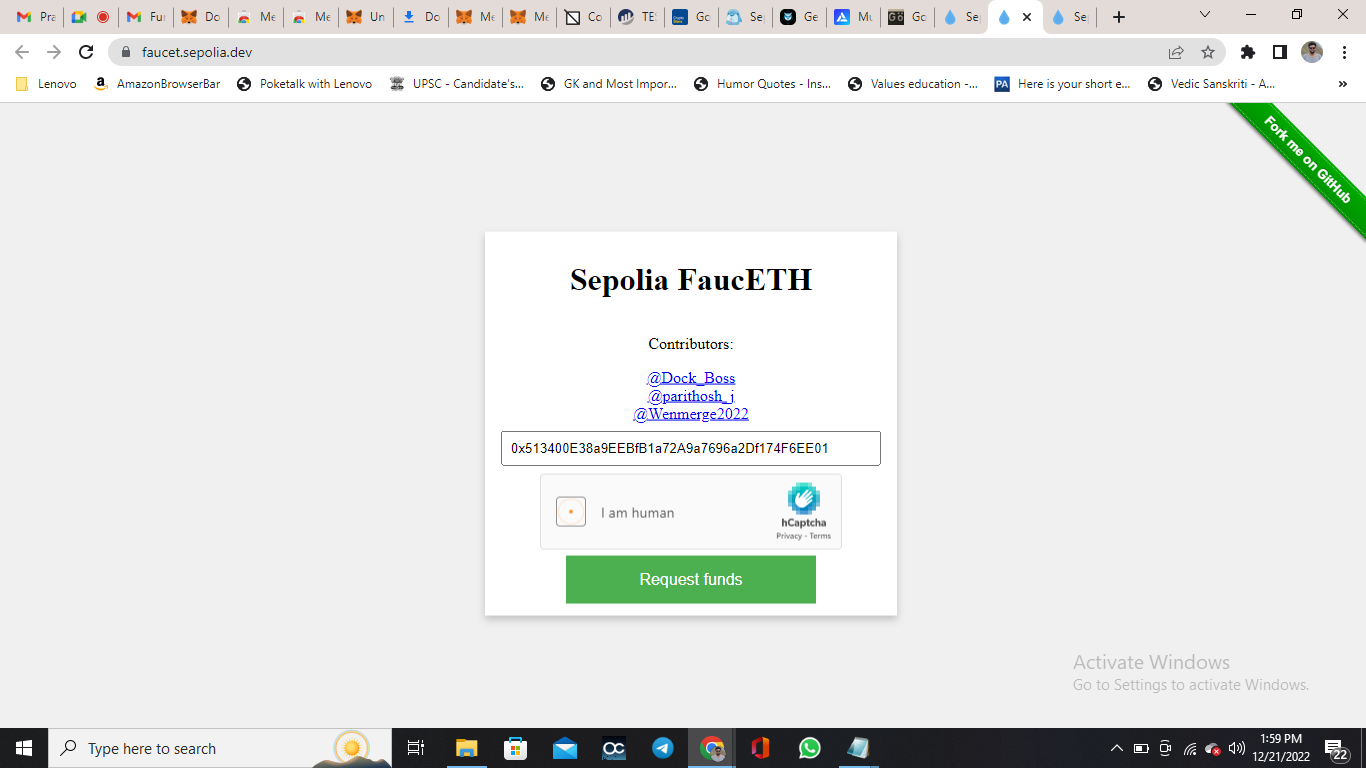 Pra
Fur
Do
Me
Me
Un
Do
Me
Me
Co
TE
Go
Sep
Ge
Mu
Go
Se
Se
faucet.sepolia.dev
Lenovo
AmazonBrowserBar
Poketalk with Lenovo
UPSC - Candidate's...
GK and Most Impor...
Humor Quotes - Ins...
Values education -...
PA
Here is your short e...
Vedic Sanskriti - A...
»
Fork me on GitHub
Sepolia FaucETH
Contributors:
@Dock_Boss
@parithosh_j
@Wenmerge2022
0x513400E38a9EEBfB1a72A9a7696a2Df174F6EE01
I am human
hCaptcha
Privacy - Terms
Request funds
Activate Windows
Go to Settings to activate Windows.
Type here to search
OC
1:59 PM
12/21/2022
22